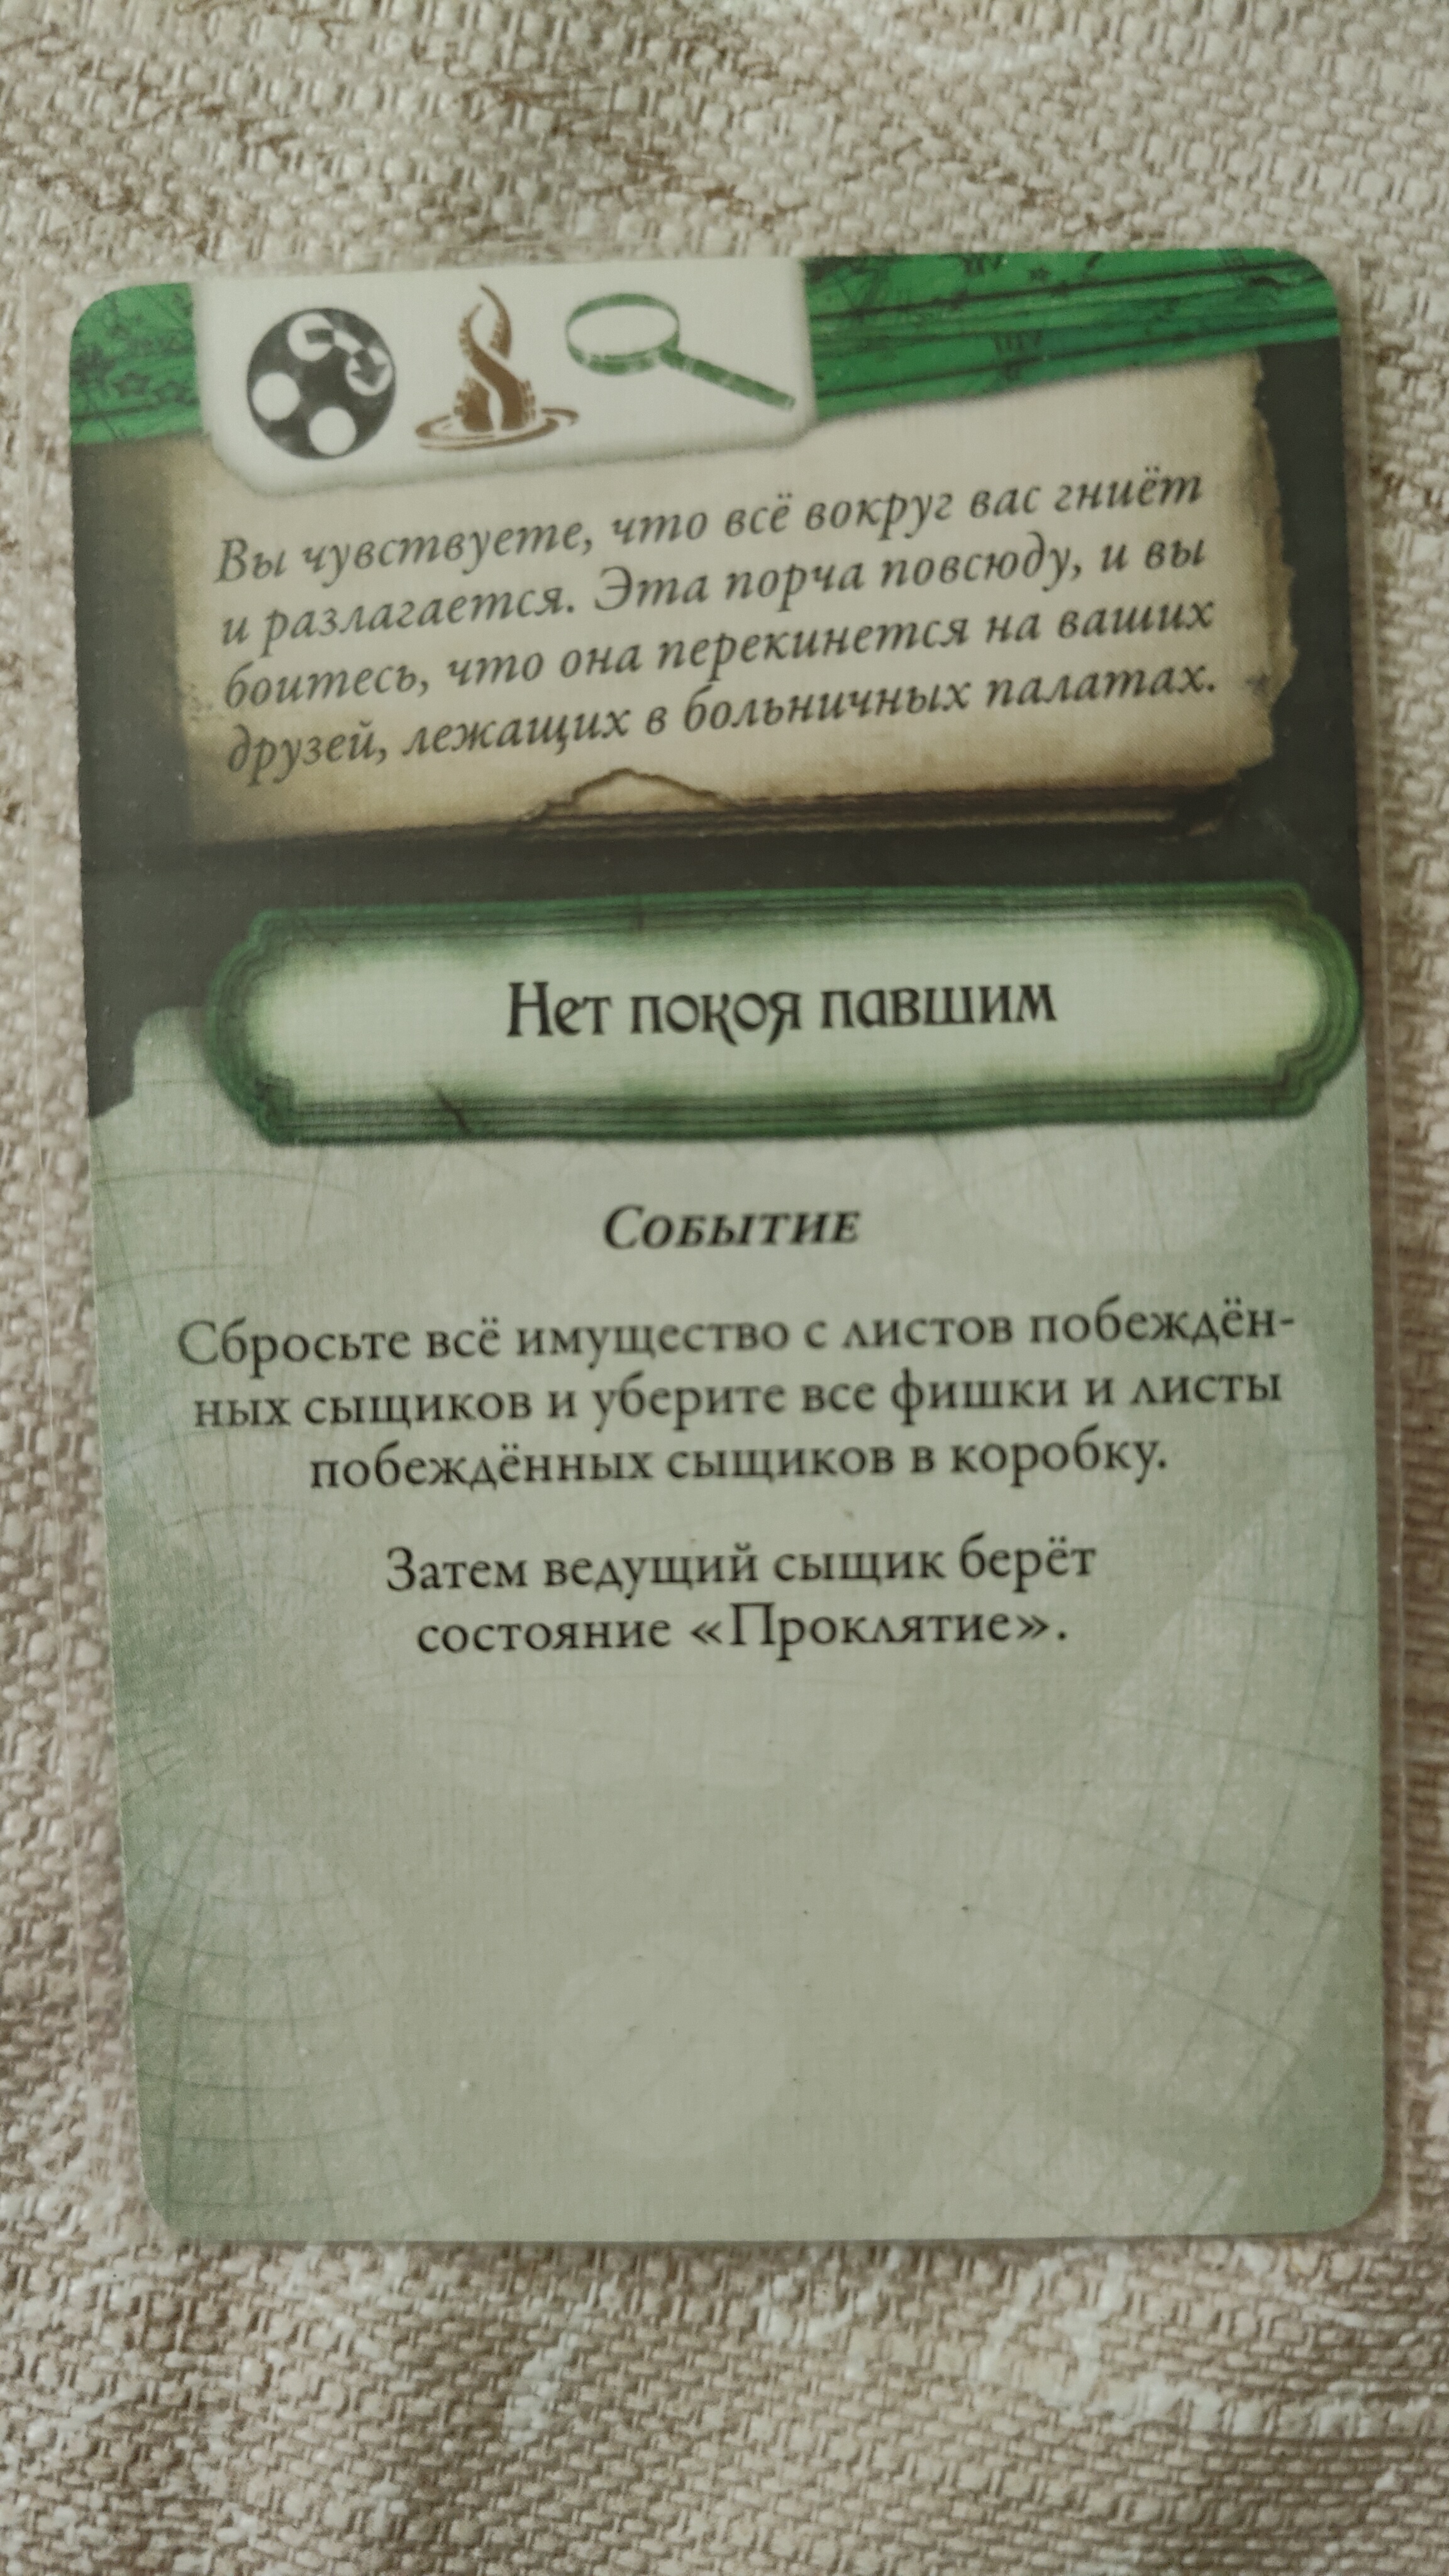 Вы чувствуете, что всё вокруг вас гниёт
и разлагается. Эта порча повсюду, и вы
боитесь, что она перекинется на ваших
друзей, лежащих в больничных палатах.
Нет покоя павшим
Событие
Сбросьте всё имущество с листов побеждён-
ных сыщиков и уберите все фишки и листы
побеждённых сыщиков в коробку.
Затем ведущий сыщик берёт
состояние «Проклятие».